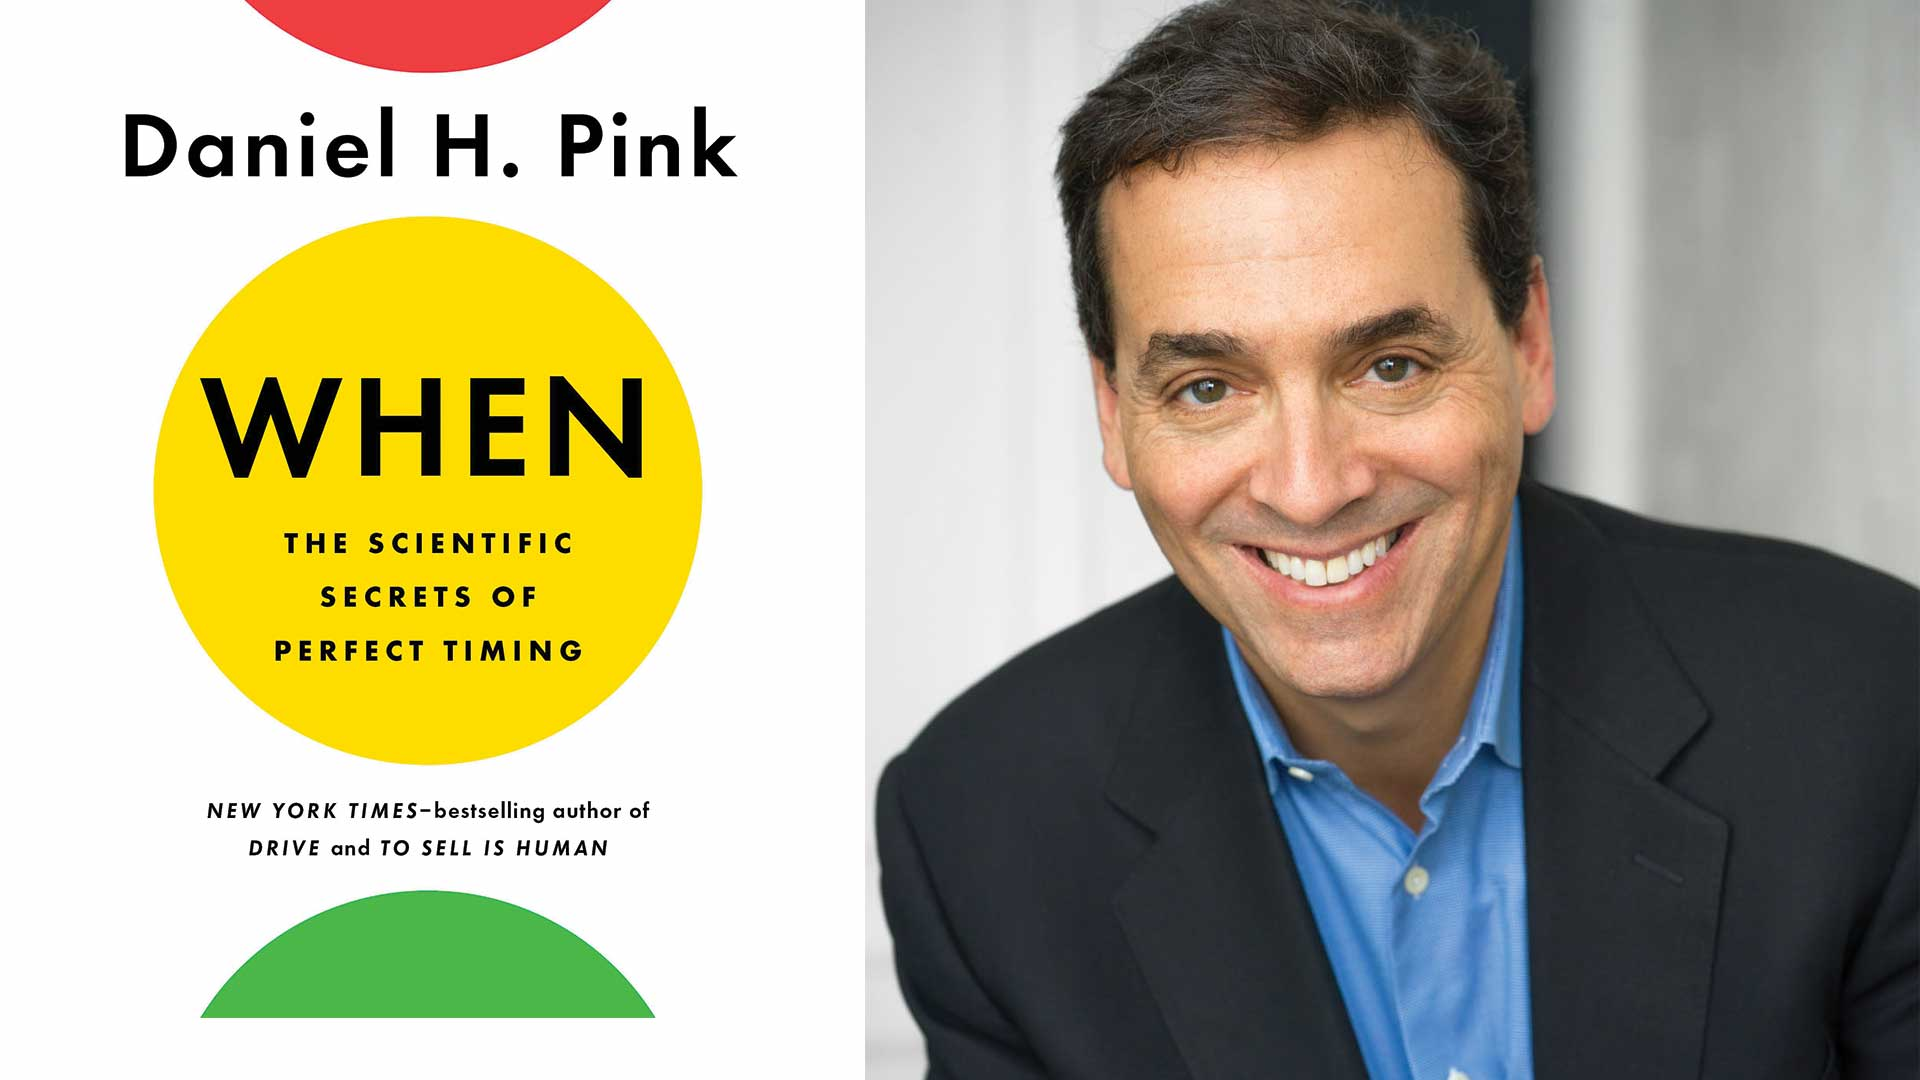 Daniel H. Pink
WHEN
THE SCIENTIFIC
SECRETS OF
PERFECT TIMING
NEW YORK TIMES–bestselling author of
DRIVE and TO SELL IS HUMAN